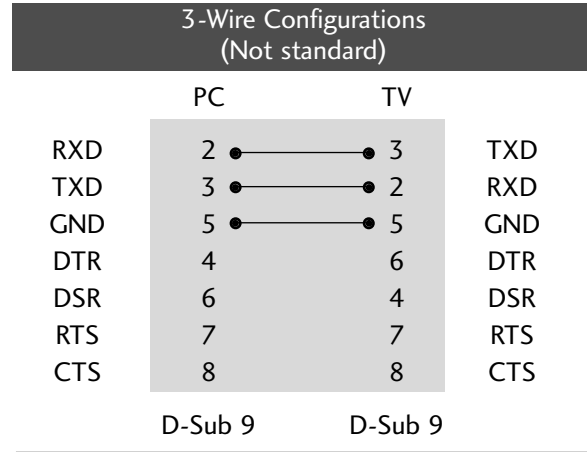 3-Wire Configurations
(Not standard)
PC TV
RXD 2 3 TXD
TXD 3 2 RXD
GND 5 5 GND
DTR 4 6 DTR
DSR 6 4 DSR
RTS 7 7 RTS
CTS 8 8 CTS
D-Sub 9 D-Sub 9